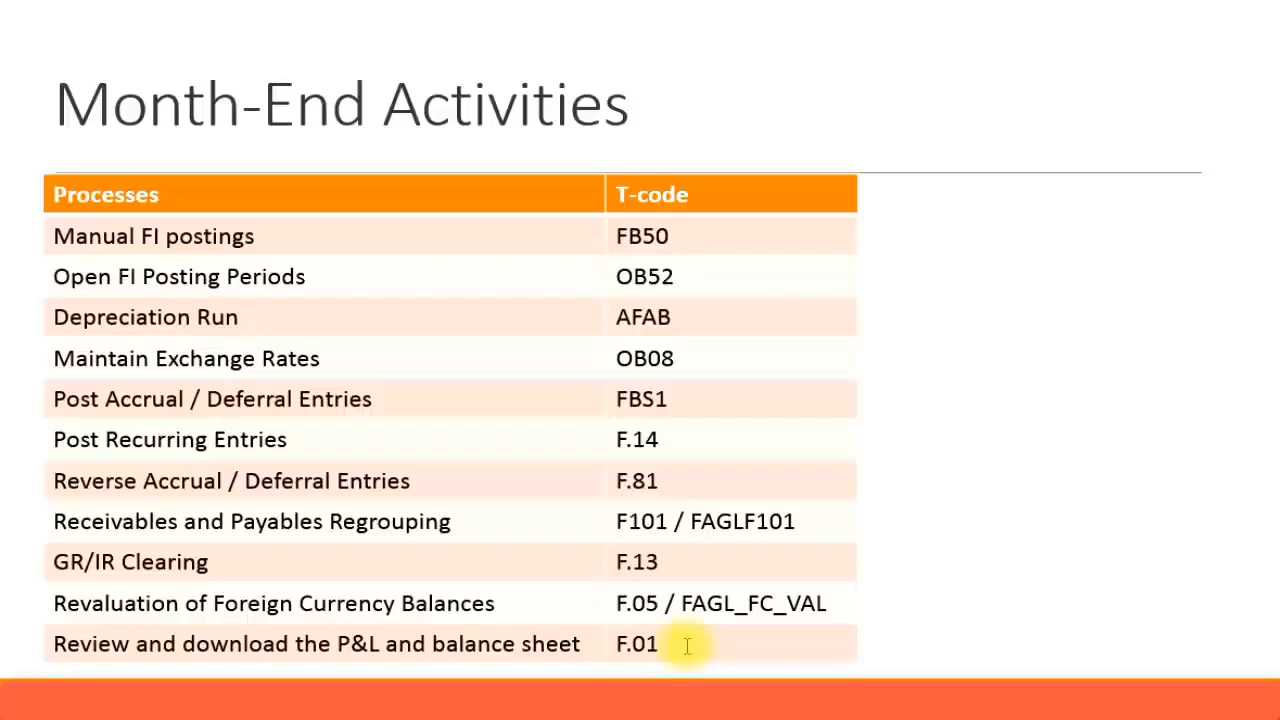 Month-End Activities
Processes T-code
Manual FI postings FB50
Open FI Posting Periods OB52
Depreciation Run AFAB
Maintain Exchange Rates OB08
Post Accrual / Deferral Entries FBS1
Post Recurring Entries F.14
Reverse Accrual / Deferral Entries F.81
Receivables and Payables Regrouping F101 / FAGLF101
GR/IR Clearing F.13
Revaluation of Foreign Currency Balances F.05 / FAGL_FC_VAL
Review and download the P&L and balance sheet F.01